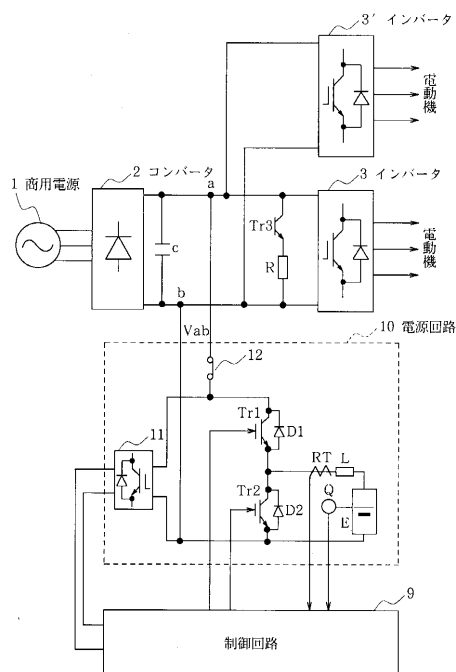 3′ インバータ
電動機
1 商用電源
2 コンバータ
a
3 インバータ
c
Tr3
R
電動機
b
Vab
10 電源回路
12
11
Tr1
D1
RT L
Tr2
D2
Q
E
9
制御回路